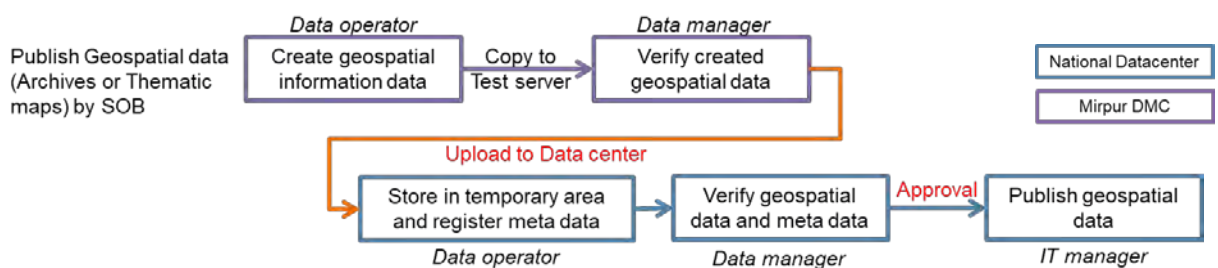 Publish Geospatial data
(Archives or Thematic
maps) by SOB
Data operator
Create geospatial
information data
Copy to
Test server
Data manager
Verify created
geospatial data
National Datacenter
Mirpur DMC
Upload to Data center
Store in temporary area
and register meta data
Data operator
Verify geospatial
data and meta data
Data manager
Approval
Publish geospatial
data
IT manager